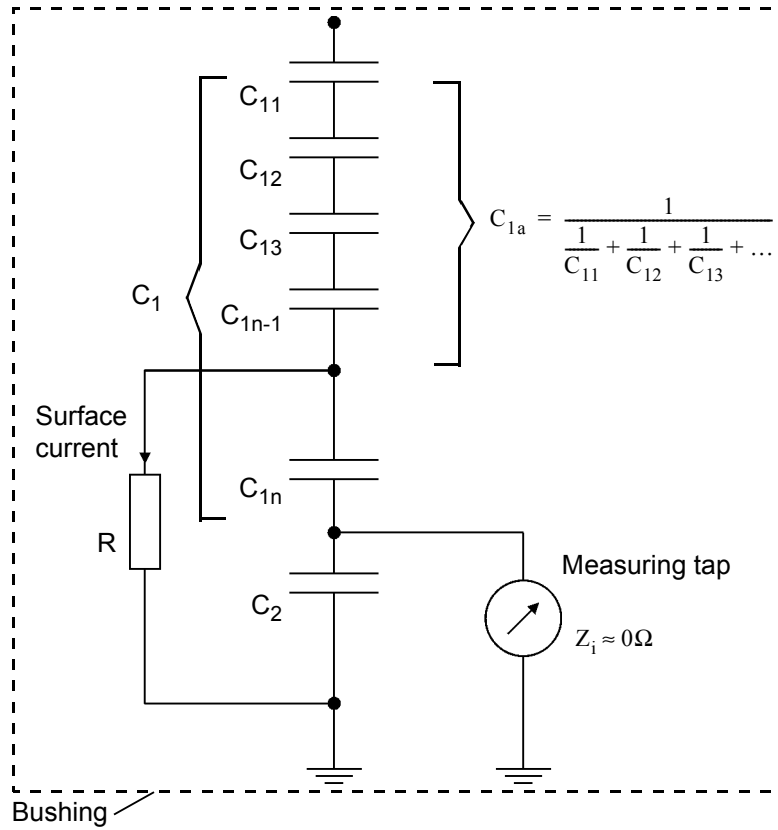 C11
C12
C13
C1n-1
C1
C1a = 1 / (1/C11 + 1/C12 + 1/C13 + …
Surface
current
R
C1n
C2
Measuring tap
Zi ≈ 0Ω
Bushing